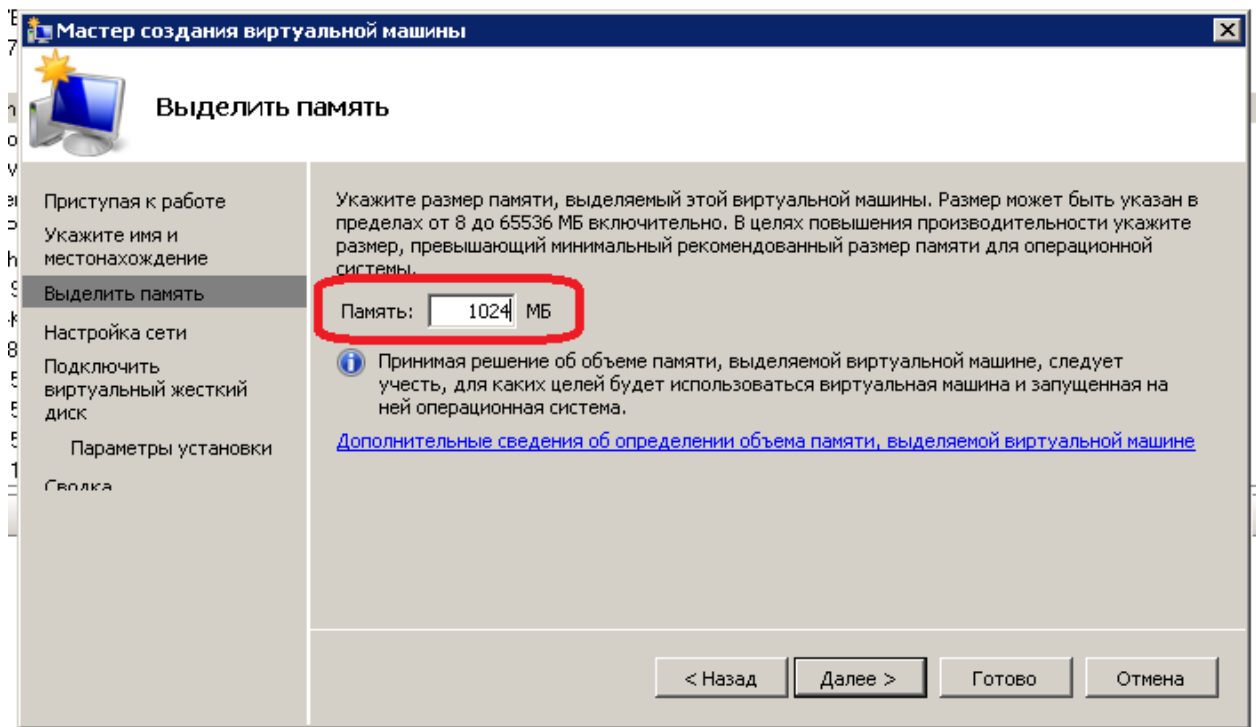 Мастер создания виртуальной машины
Выделить память
Приступая к работе
Укажите имя и
местонахождение
Выделить память
Настройка сети
Подключить
виртуальный жесткий
диск
Параметры установки
Сводка
Укажите размер памяти, выделяемый этой виртуальной машины. Размер может быть указан в
пределах от 8 до 65536 МБ включительно. В целях повышения производительности укажите
размер, превышающий минимальный рекомендованный размер памяти для операционной
системы.
Память: 1024 МБ
Принимая решение об объеме памяти, выделяемой виртуальной машине, следует
учесть, для каких целей будет использоваться виртуальная машина и запущенная на
ней операционная система.
Дополнительные сведения об определении объема памяти, выделяемой виртуальной машине
< Назад Далее > Готово Отмена